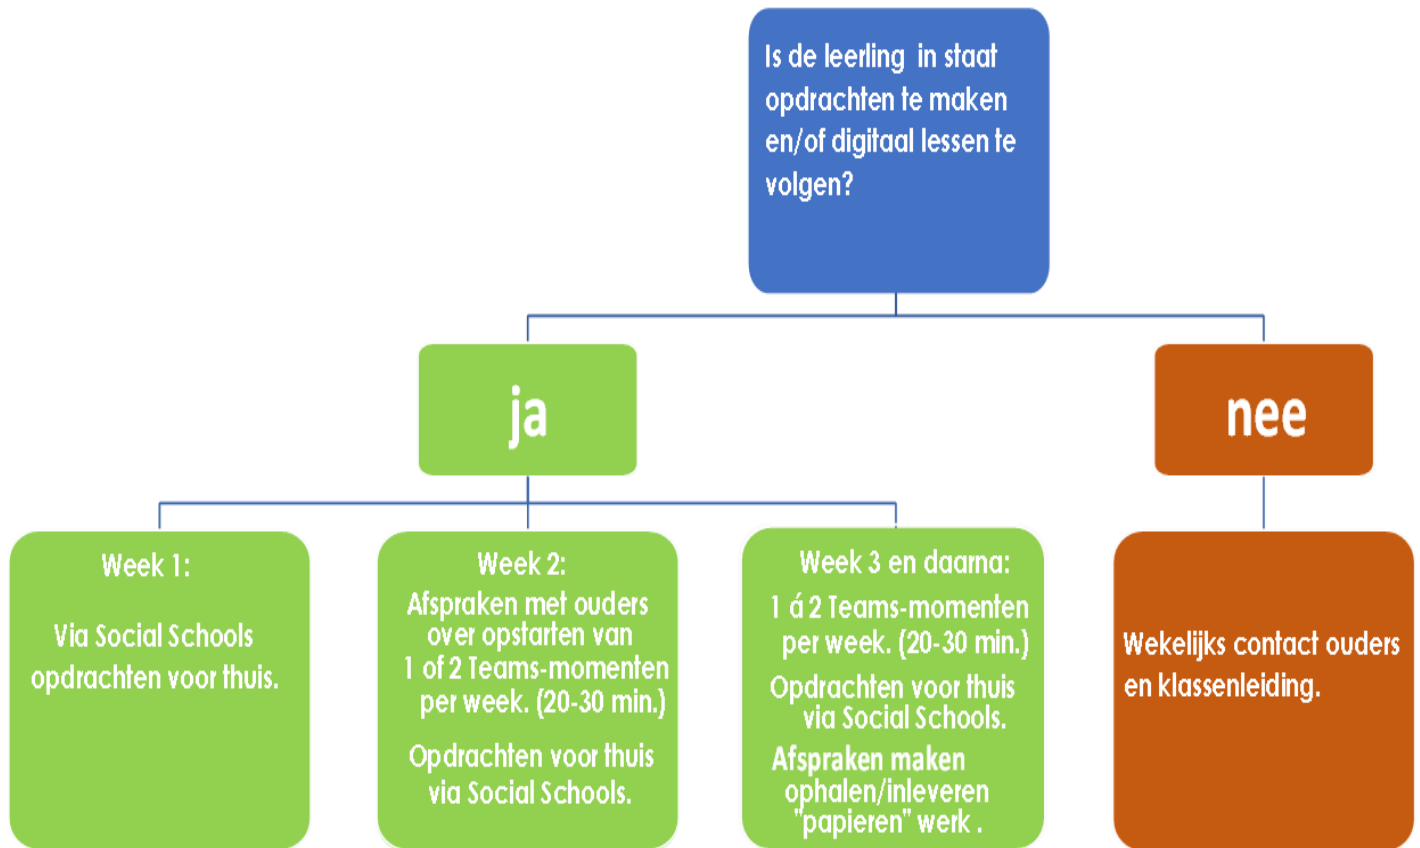 Is de leerling in staat
opdrachten te maken
en/of digitaal lessen te
volgen?
ja
nee
Week 1:
Via Social Schools
opdrachten voor thuis.
Week 2:
Afspraken met ouders
over opstarten van
1 of 2 Teams-momenten
per week. (20-30 min.)
Opdrachten voor thuis
via Social Schools.
Week 3 en daarna:
1 á 2 Teams-momenten
per week. (20-30 min.)
Opdrachten voor thuis
via Social Schools.
Afspraken maken
ophalen/inleveren
"papieren" werk .
Wekelijks contact ouders
en klassenleiding.